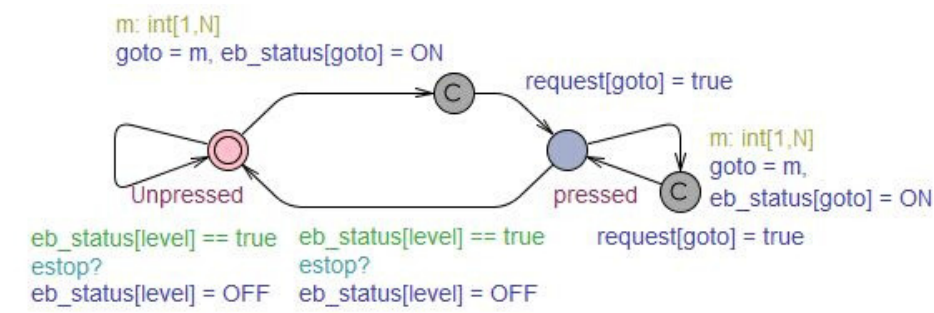 m: int[1,N]
goto = m, eb_status[goto] = ON
C
request[goto] = true
m: int[1,N]
goto = m,
eb_status[goto] = ON
C
Unpressed
pressed
eb_status[level] == true
estop?
eb_status[level] = OFF
eb_status[level] == true
estop?
eb_status[level] = OFF
request[goto] = true